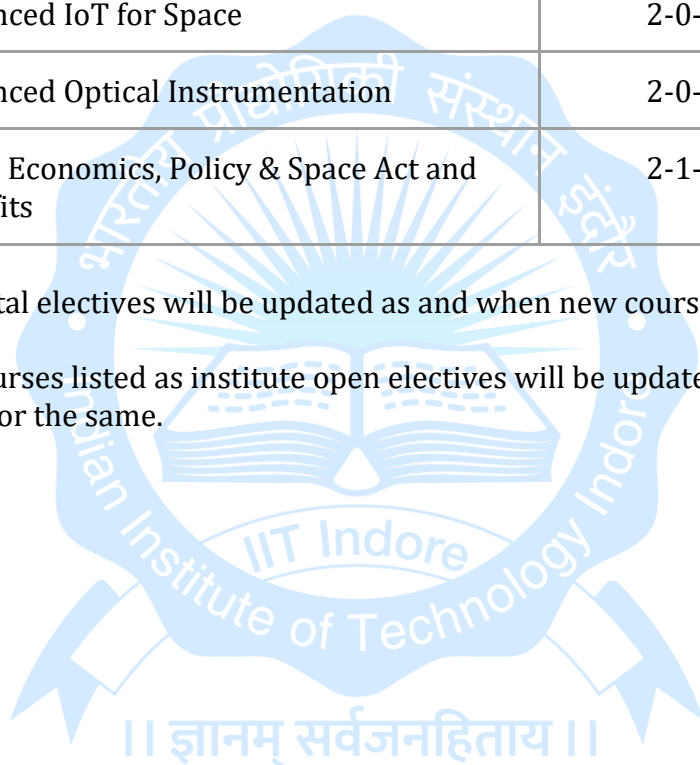 nced IoT for Space 2-0-
nced Optical Instrumentation 2-0-
Economics, Policy & Space Act and 2-1-
fits
tal electives will be updated as and when new cours
urses listed as institute open electives will be update
or the same.
भारतीय प्रौद्योगिकी संस्थान इंदौर
IIT Indore
Indian Institute of Technology Indore
।। ज्ञानम् सर्वजनहिताय ।।